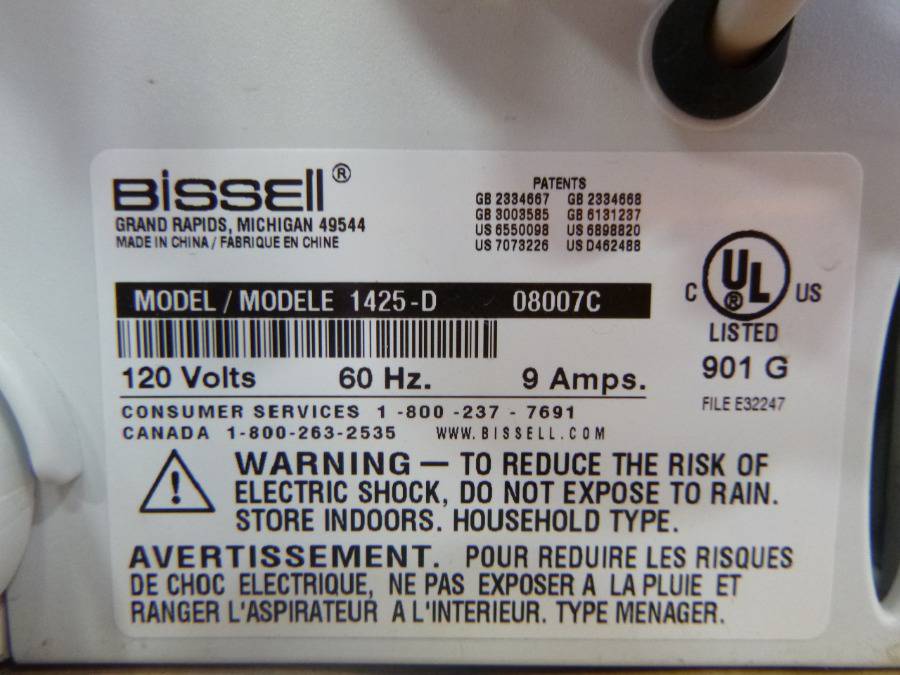 BISSELL®
GRAND RAPIDS, MICHIGAN 49544
MADE IN CHINA / FABRIQUE EN CHINE
PATENTS
GB 2334667 GB 2334668
GB 3003585 GB 6131237
US 6550098 US 6898820
US 7073226 US D462488
MODEL / MODELE 1425-D 08007C
120 Volts 60 Hz. 9 Amps.
C UL® US
LISTED
901 G
FILE E32247
CONSUMER SERVICES 1 -800 -237 - 7691
CANADA 1-800-263-2535 WWW.BISSELL.COM
WARNING — TO REDUCE THE RISK OF
ELECTRIC SHOCK, DO NOT EXPOSE TO RAIN.
STORE INDOORS. HOUSEHOLD TYPE.
AVERTISSEMENT. POUR REDUIRE LES RISQUES
DE CHOC ELECTRIQUE, NE PAS EXPOSER A LA PLUIE ET
RANGER L'ASPIRATEUR A L'INTERIEUR. TYPE MENAGER.